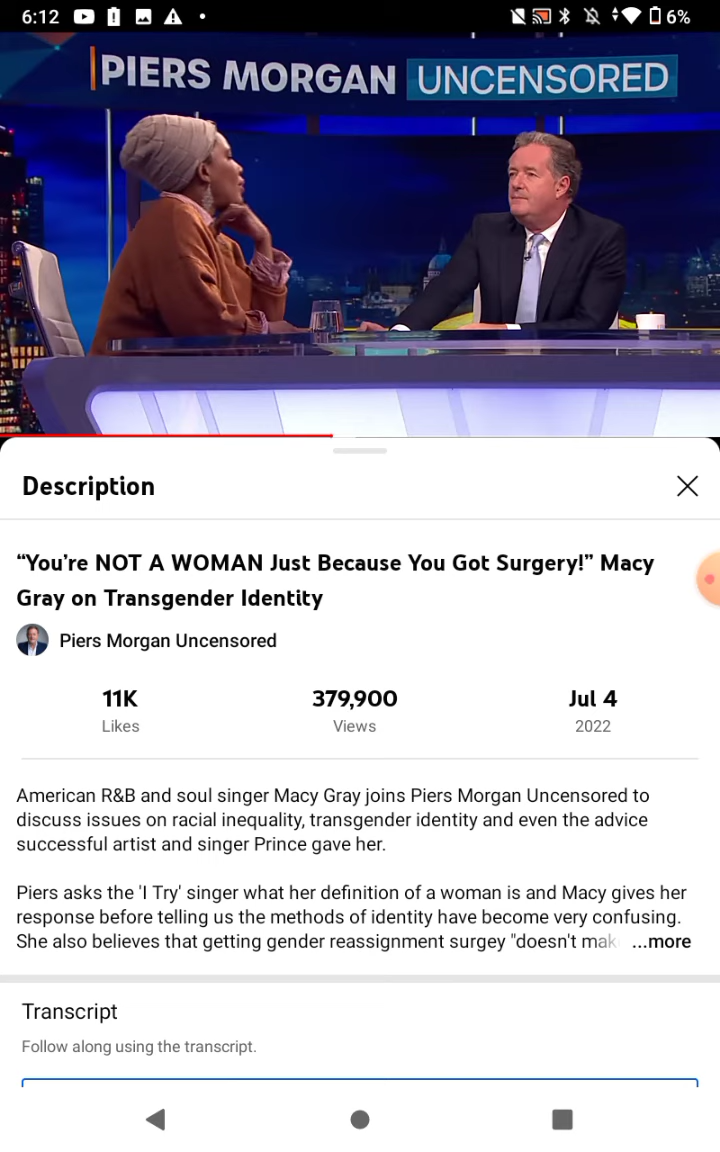 6:12
6%
PIERS MORGAN UNCENSORED
Description
“You’re NOT A WOMAN Just Because You Got Surgery!” Macy
Gray on Transgender Identity
Piers Morgan Uncensored
11K
Likes
379,900
Views
Jul 4
2022
American R&B and soul singer Macy Gray joins Piers Morgan Uncensored to
discuss issues on racial inequality, transgender identity and even the advice
successful artist and singer Prince gave her.
Piers asks the 'I Try' singer what her definition of a woman is and Macy gives her
response before telling us the methods of identity have become very confusing.
She also believes that getting gender reassignment surgey "doesn't mak ...more
Transcript
Follow along using the transcript.